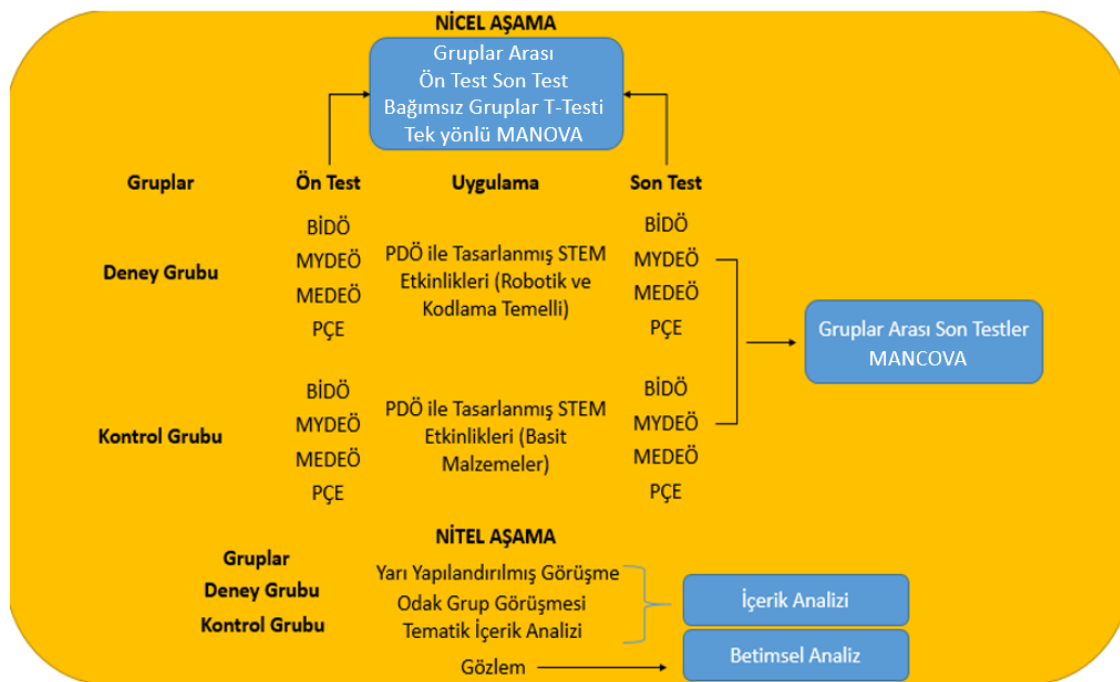 NİCEL AŞAMA
Gruplar Arası
Ön Test Son Test
Bağımsız Gruplar T-Testi
Tek yönlü MANOVA
Gruplar
Ön Test
Uygulama
Son Test
Deney Grubu
BİDÖ
MYDEÖ
MEDEÖ
PÇE
PDÖ ile Tasarlanmış STEM
Etkinlikleri (Robotik ve
Kodlama Temelli)
BİDÖ
MYDEÖ
MEDEÖ
PÇE
Gruplar Arası Son Testler
MANCOVA
Kontrol Grubu
BİDÖ
MYDEÖ
MEDEÖ
PÇE
PDÖ ile Tasarlanmış STEM
Etkinlikleri (Basit
Malzemeler)
BİDÖ
MYDEÖ
MEDEÖ
PÇE
NİTEL AŞAMA
Gruplar
Deney Grubu
Kontrol Grubu
Yarı Yapılandırılmış Görüşme
Odak Grup Görüşmesi
Tematik İçerik Analizi
İçerik Analizi
Gözlem
Betimsel Analiz